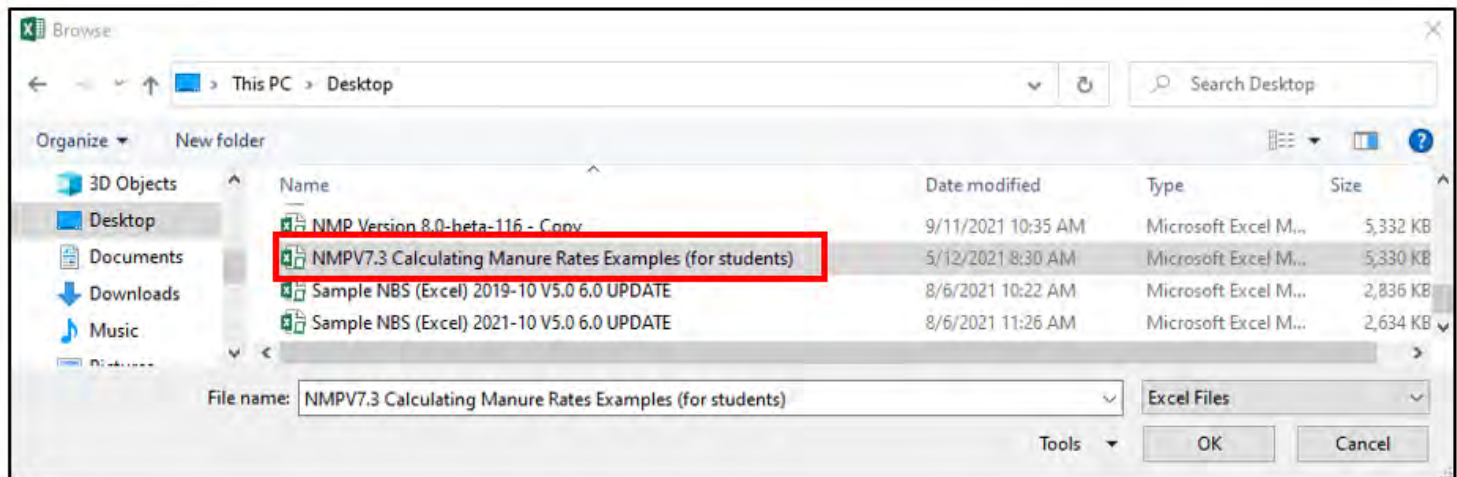 Browse
This PC > Desktop
Search Desktop
Organize
New folder
3D Objects
Name
Date modified
Type
Size
Desktop
NMP Version 8.0-beta-116 - Copy
9/11/2021 10:35 AM
Microsoft Excel M...
5,332 KB
Documents
NMPV7.3 Calculating Manure Rates Examples (for students)
5/12/2021 8:30 AM
Microsoft Excel M...
5,330 KB
Downloads
Sample NBS (Excel) 2019-10 V5.0 6.0 UPDATE
8/6/2021 10:22 AM
Microsoft Excel M...
2,836 KB
Music
Sample NBS (Excel) 2021-10 V5.0 6.0 UPDATE
8/6/2021 11:26 AM
Microsoft Excel M...
2,634 KB
Pictures
File name: NMPV7.3 Calculating Manure Rates Examples (for students)
Excel Files
Tools
OK
Cancel